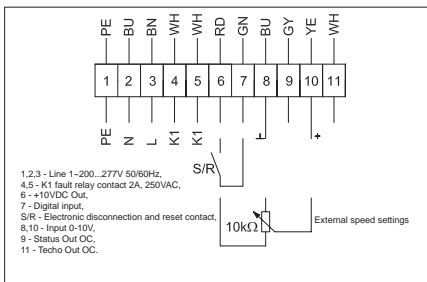 PE BU BN WH WH RD GN BU GY YE WH
1 2 3 4 5 6 7 8 9 10 11
PE N L K1 K1 ⊥ +
S/R
1,2,3 - Line 1~200...277V 50/60Hz,
4,5 - K1 fault relay contact 2A, 250VAC,
6 - +10VDC Out,
7 - Digital input,
S/R - Electronic disconnection and reset contact,
8,10 - Input 0-10V,
9 - Status Out OC,
11 - Techo Out OC.
10kΩ
External speed settings